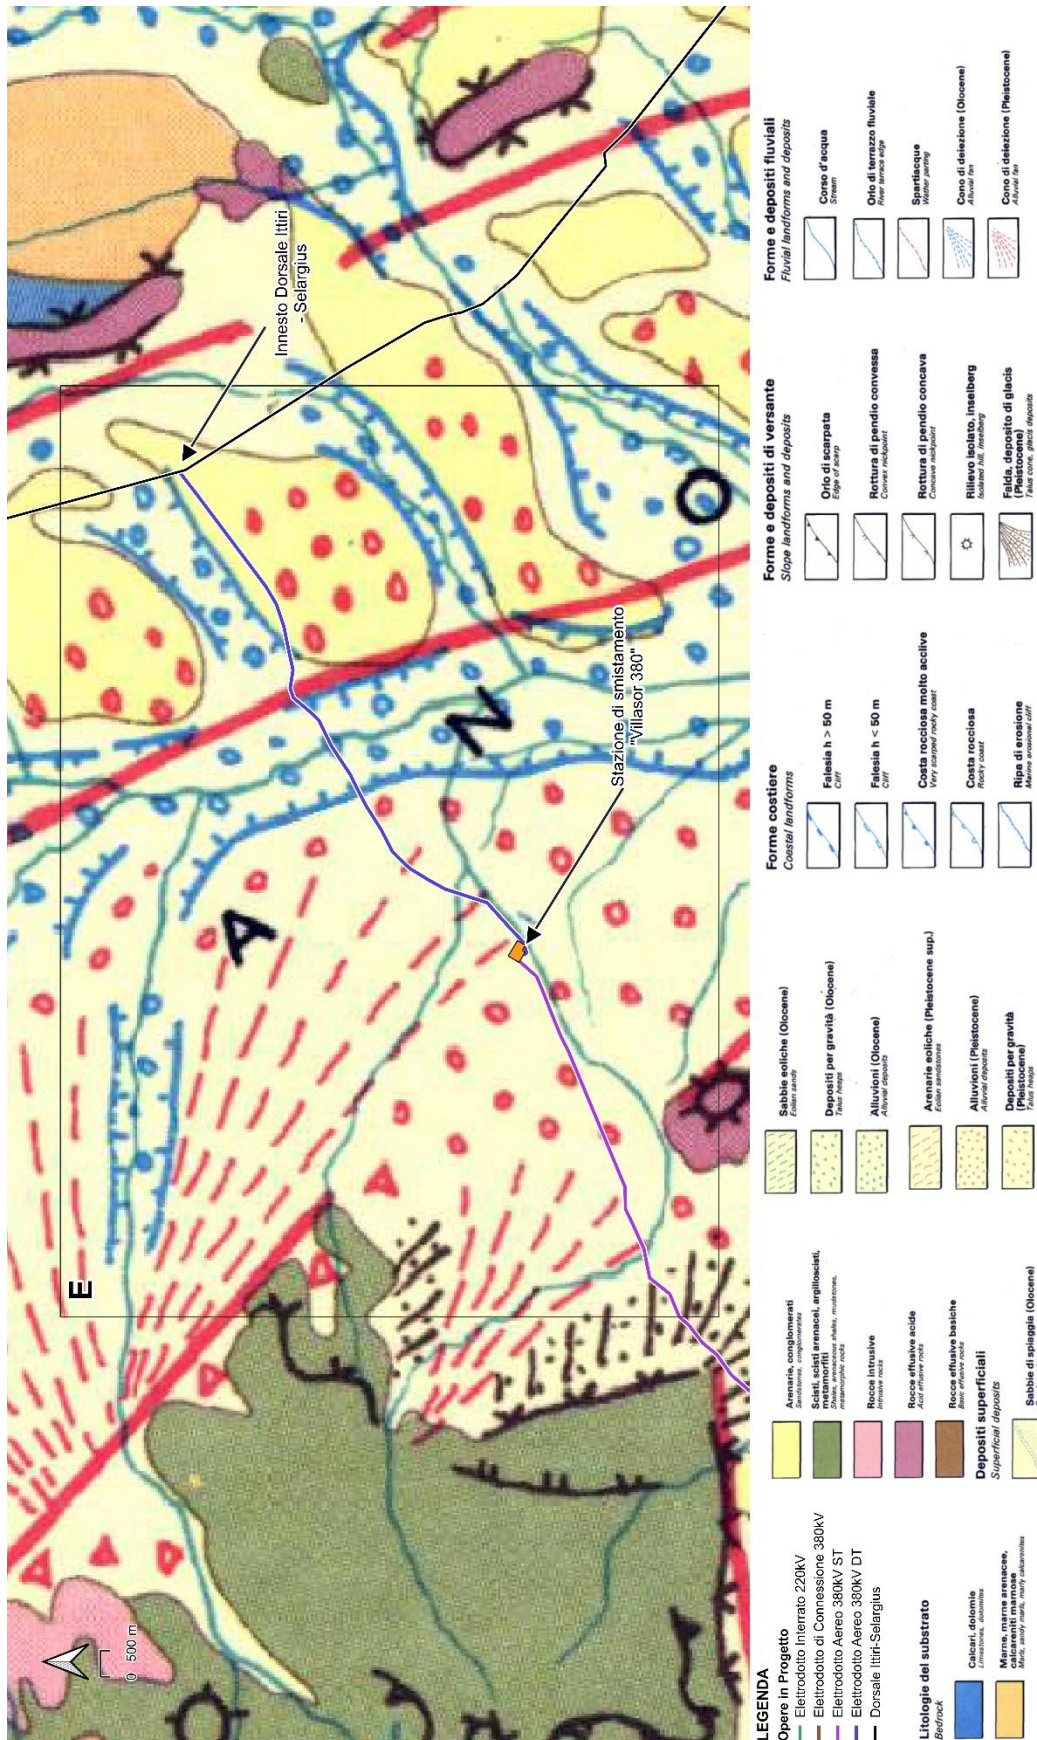 E
A
N
O
Innesto Dorsale Ittiri
- Selargius
Stazione di smistamento
"Villasor 380"
0 500 m
LEGENDA
Opere in Progetto
Elettrodotto Interrato 220kV
Elettrodotto di Connessione 380kV
Elettrodotto Aereo 380kV ST
Elettrodotto Aereo 380kV DT
Dorsale Ittiri-Selargius
Litologie del substrato
Bedrock
Calcari, dolomie
Limestones, dolomites
Marne, marne arenacee,
calcareniti marnose
Marls, sandy marls, marly calcarenites
Arenarie, conglomerati
Sandstones, conglomerates
Scisti, scisti arenacei, argilloscisti,
metamorfiti
Shales, arenaceous shales, mudstones,
metamorphic rocks
Rocce intrusive
Intrusive rocks
Rocce effusive acide
Acid effusive rocks
Rocce effusive basiche
Basic effusive rocks
Depositi superficiali
Superficial deposits
Sabbie di spiaggia (Olocene)
Sabbie eoliche (Olocene)
Eolian sands
Depositi per gravità (Olocene)
Talus heaps
Alluvioni (Olocene)
Alluvial deposits
Arenarie eoliche (Pleistocene sup.)
Eolian sandstones
Alluvioni (Pleistocene)
Alluvial deposits
Depositi per gravità
(Pleistocene)
Talus heaps
Forme costiere
Coastal landforms
Falesia h > 50 m
Cliff
Falesia h < 50 m
Cliff
Costa rocciosa molto acclive
Very scarped rocky coast
Costa rocciosa
Rocky coast
Ripa di erosione
Marine erosional cliff
Forme e depositi di versante
Slope landforms and deposits
Orlo di scarpata
Edge of scarp
Rottura di pendio convessa
Convex nickpoint
Rottura di pendio concava
Concave nickpoint
Rilievo isolato, inselberg
Isolated hill, inselberg
Falda, deposito di glacis
(Pleistocene)
Talus cone, glacis deposits
Forme e depositi fluviali
Fluvial landforms and deposits
Corso d'acqua
Stream
Orlo di terrazzo fluviale
River terrace edge
Spartiacque
Wather parting
Cono di deiezione (Olocene)
Alluvial fan
Cono di deiezione (Pleistocene)
Alluvial fan